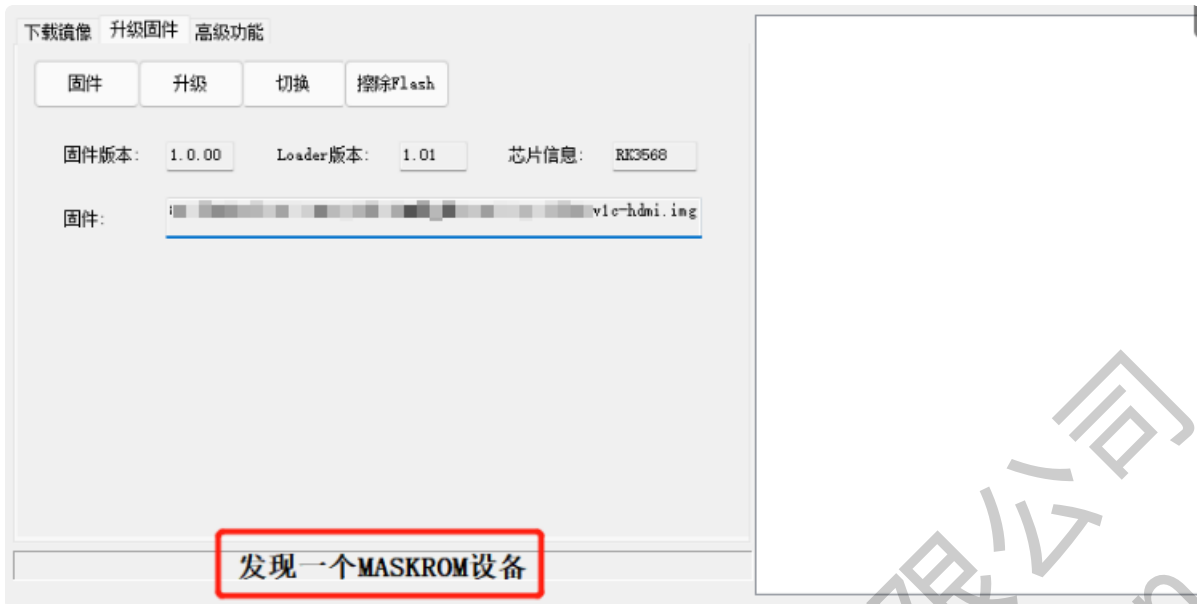 下载镜像 升级固件 高级功能
固件 升级 切换 擦除Flash
固件版本: 1.0.00 Loader版本: 1.01 芯片信息: RK3568
固件: v1c-hdmi.img
发现一个MASKROM设备
限公司